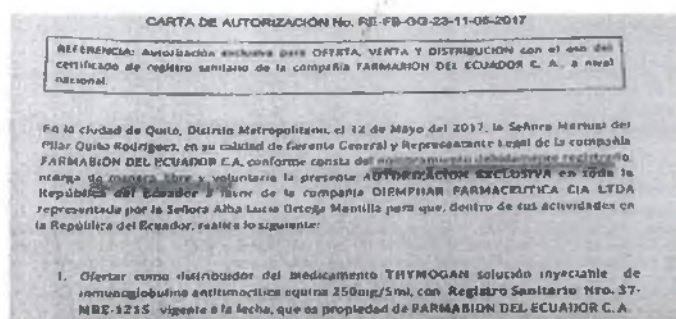 CARTA DE AUTORIZACIÓN No. RE-FB-GG-23-11-05-2017
REFERENCIA: Autorización exclusiva para OFERTA, VENTA Y DISTRIBUCIÓN con el uso del
certificado de registro sanitario de la compañía FARMABION DEL ECUADOR C. A., a nivel
nacional.
En la ciudad de Quito, Distrito Metropolitano, el 12 de Mayo del 2017, la Señora Mariana del
Pilar Quito Rodríguez, en su calidad de Gerente General y Representante Legal de la compañía
FARMABION DEL ECUADOR C.A, conforme consta del nombramiento debidamente registrado,
otorga de manera libre y voluntaria la presente AUTORIZACION EXCLUSIVA en toda la
República del Ecuador a favor de la compañía DIEMPHAR FARMACEUTICA CIA LTDA
representada por la Señora Alba Lucia Ortega Mantilla para que, dentro de sus actividades en
la República del Ecuador, realice lo siguiente:
1. Ofertar como distribuidor del medicamento THYMOGAN solución inyectable de
inmunoglobulina antitimocítica equina 250mg/5ml, con Registro Sanitario Nro. 37-
MBE-1215 vigente a la fecha, que es propiedad de FARMABION DEL ECUADOR C. A.